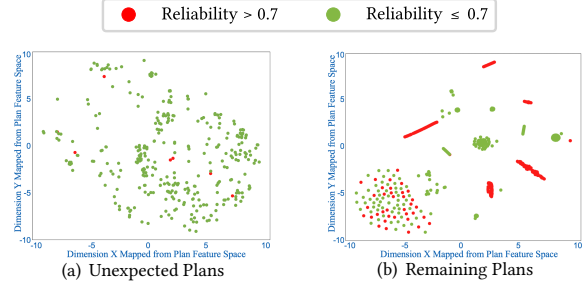 Reliability > 0.7 Reliability ≤ 0.7
Dimension Y Mapped from Plan Feature Space
10
5
0
-5
-10
-10 -5 0 5 10
Dimension X Mapped from Plan Feature Space
(a) Unexpected Plans
Dimension Y Mapped from Plan Feature Space
10
5
0
-5
-10
-10 -5 0 5 10
Dimension X Mapped from Plan Feature Space
(b) Remaining Plans